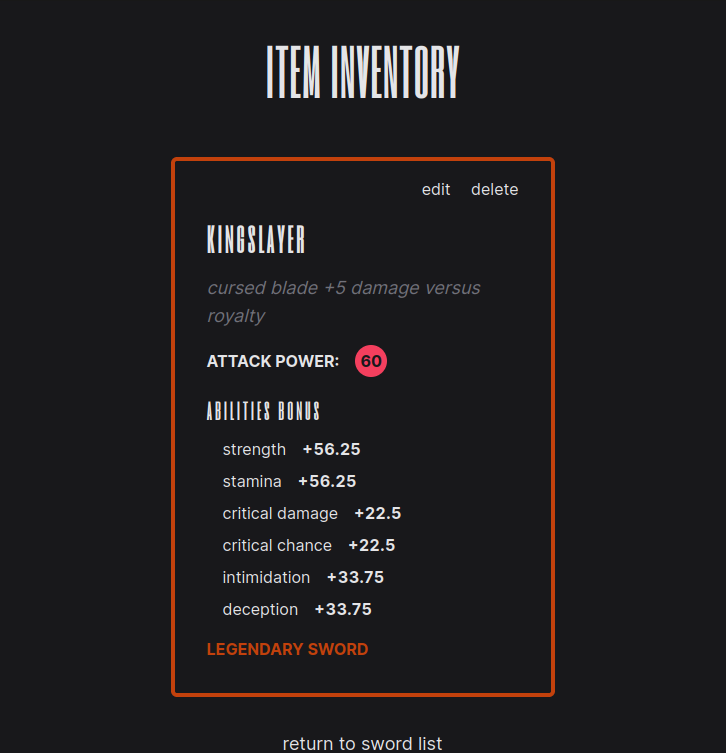 ITEM INVENTORY
edit delete
KINGSLAYER
cursed blade +5 damage versus
royalty
ATTACK POWER: 60
ABILITIES BONUS
strength +56.25
stamina +56.25
critical damage +22.5
critical chance +22.5
intimidation +33.75
deception +33.75
LEGENDARY SWORD
return to sword list